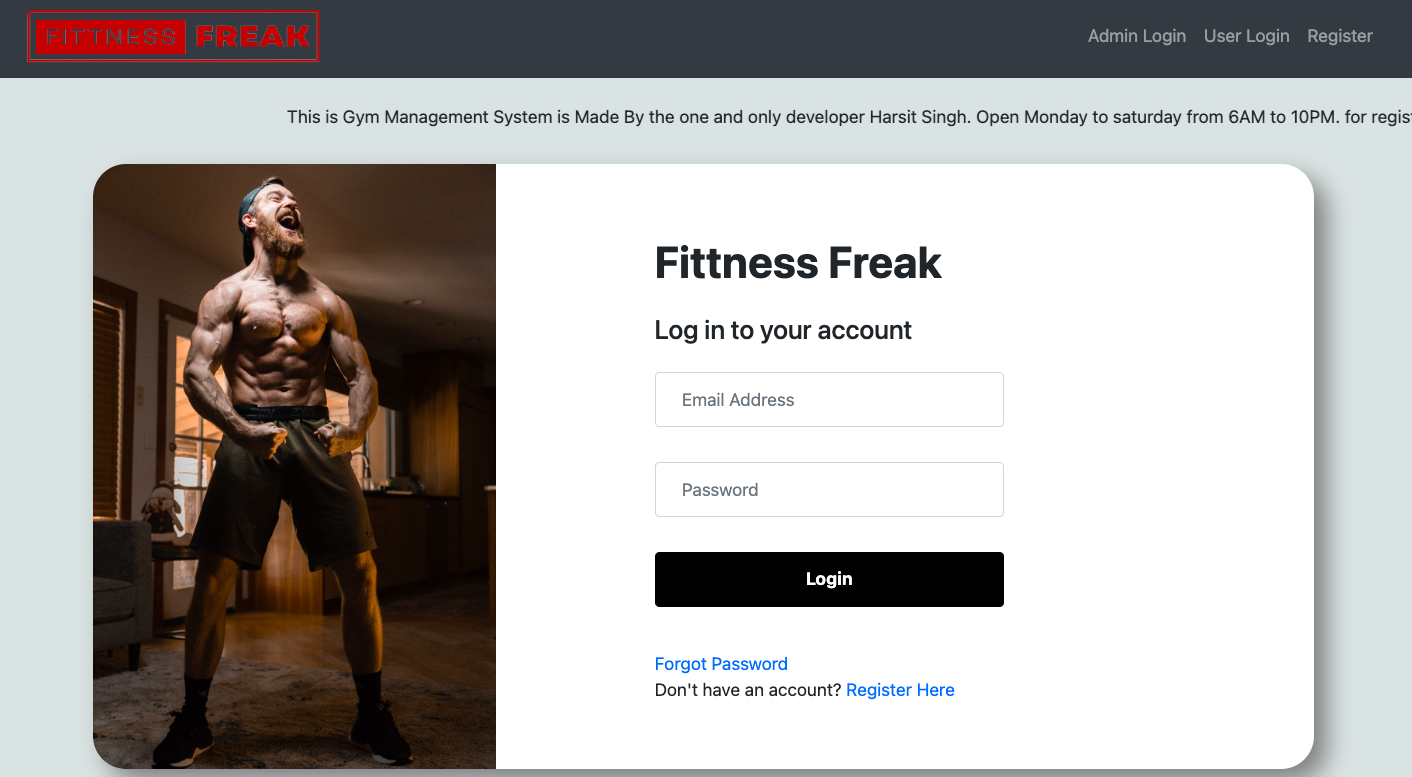 FITTNESS FREAK
Admin Login User Login Register
This is Gym Management System is Made By the one and only developer Harsit Singh. Open Monday to saturday from 6AM to 10PM. for regist
Fittness Freak
Log in to your account
Email Address
Password
Login
Forgot Password
Don't have an account? Register Here